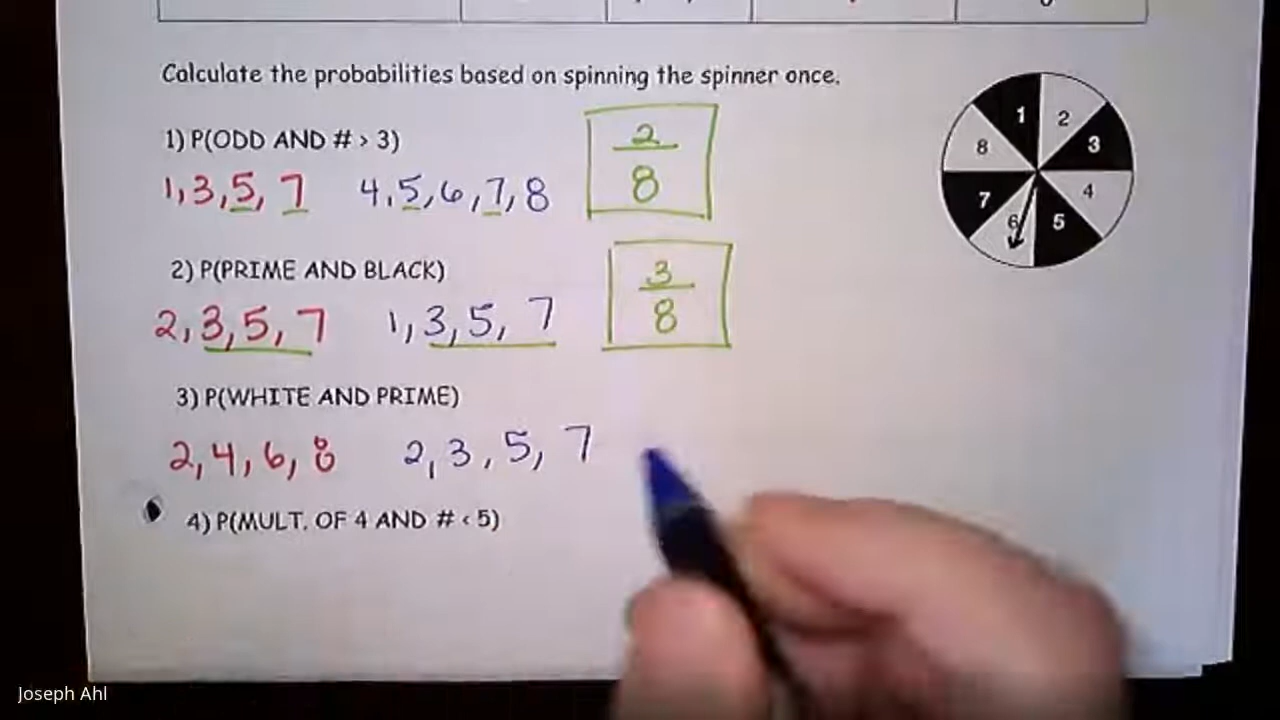 Calculate the probabilities based on spinning the spinner once.
1) P(ODD AND # > 3)
1,3,5,7 4,5,6,7,8 2/8
2) P(PRIME AND BLACK)
2,3,5,7 1,3,5,7 3/8
3) P(WHITE AND PRIME)
2,4,6,8 2,3,5,7
4) P(MULT. OF 4 AND # < 5)
1 2 3 4 5 6 7 8
Joseph Ahl